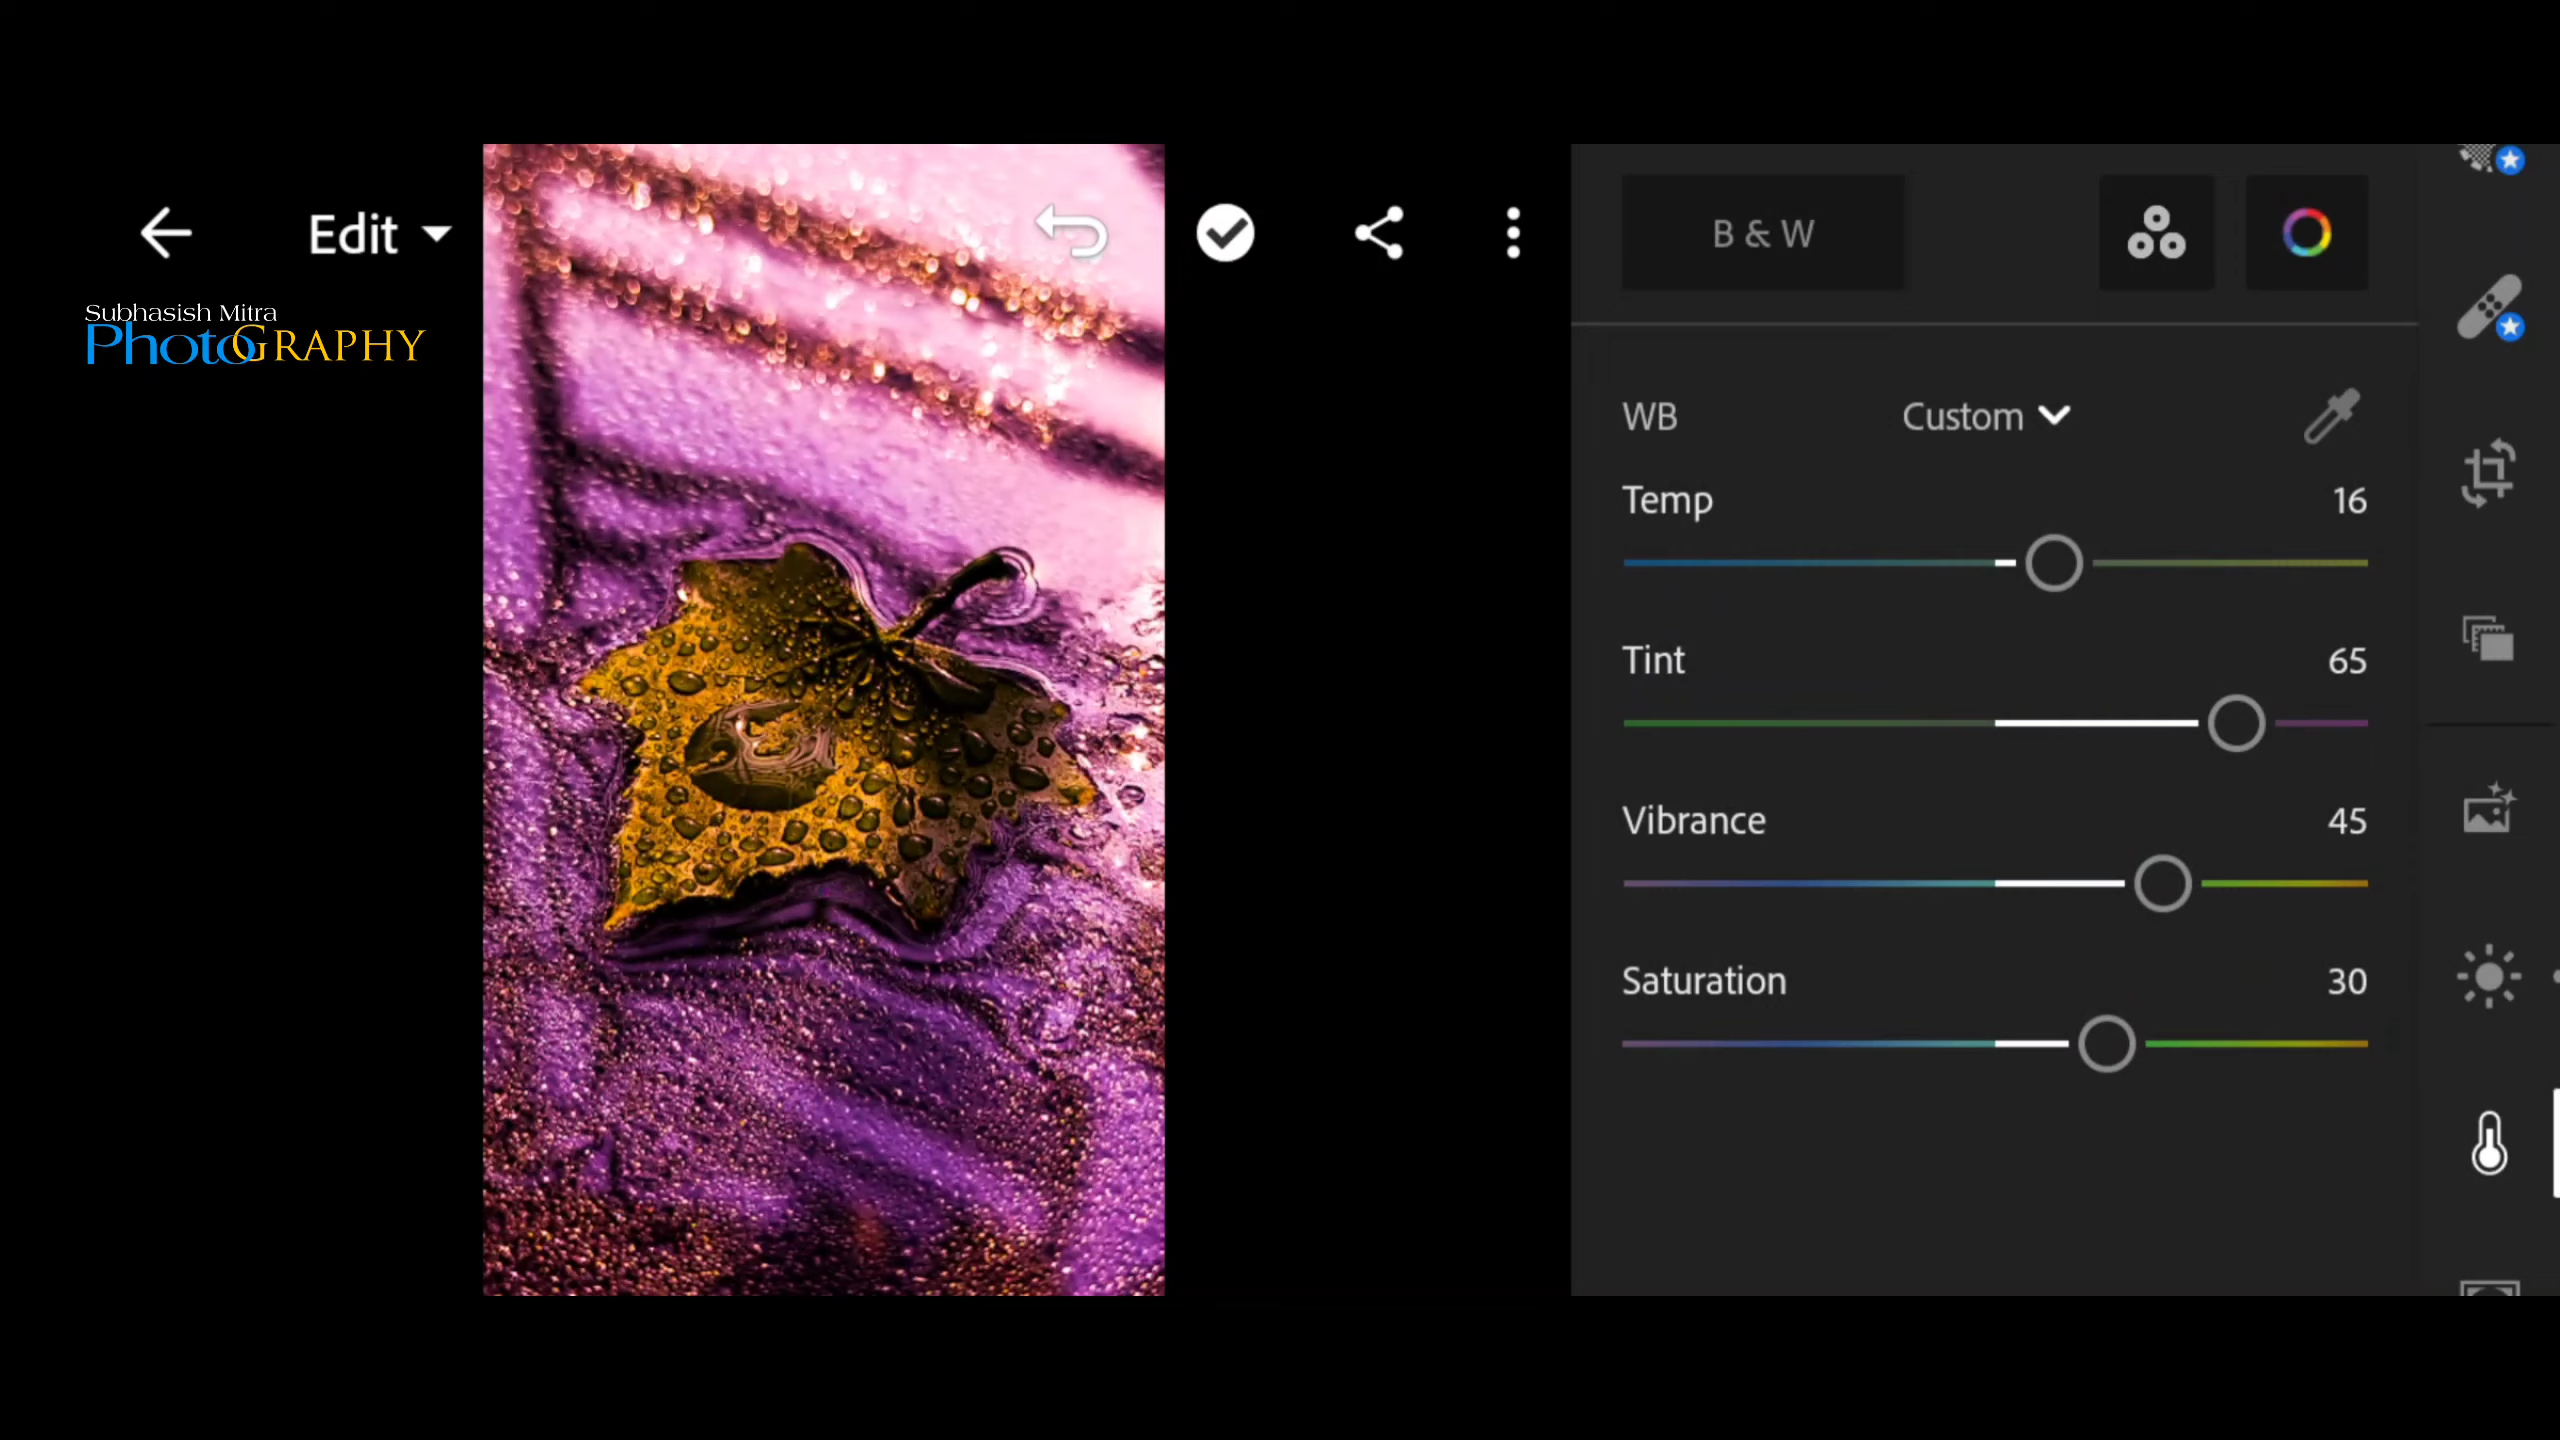 Edit
Subhasish Mitra
PhotoGRAPHY
B & W
WB Custom
Temp 16
Tint 65
Vibrance 45
Saturation 30